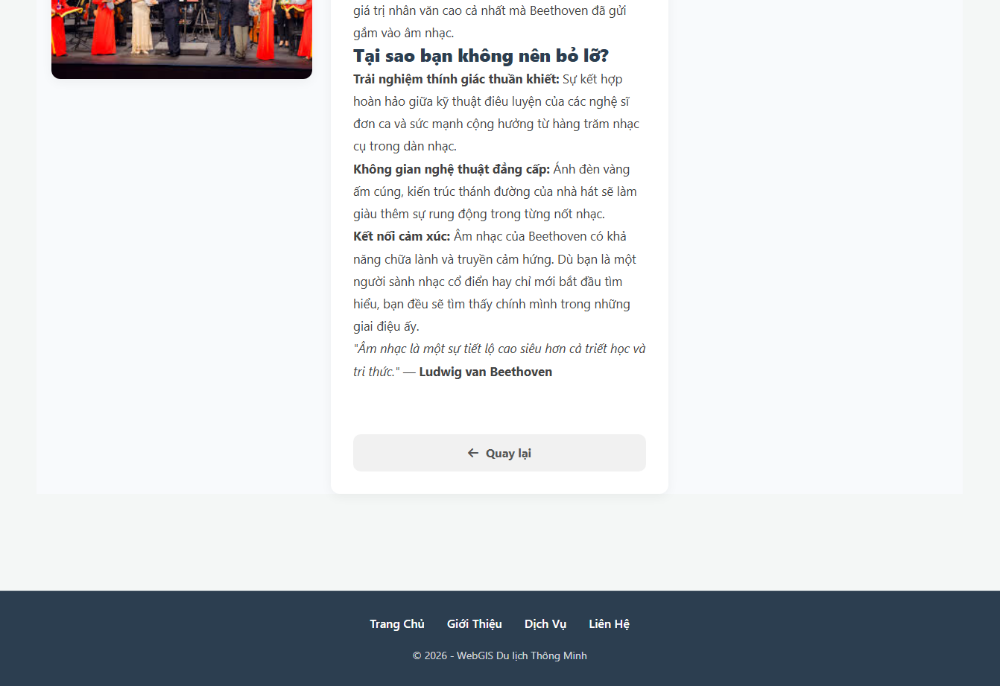 giá trị nhân văn cao cả nhất mà Beethoven đã gửi
gắm vào âm nhạc.
Tại sao bạn không nên bỏ lỡ?
Trải nghiệm thính giác thuần khiết: Sự kết hợp
hoàn hảo giữa kỹ thuật điêu luyện của các nghệ sĩ
đơn ca và sức mạnh cộng hưởng từ hàng trăm nhạc
cụ trong dàn nhạc.
Không gian nghệ thuật đẳng cấp: Ánh đèn vàng
ấm cúng, kiến trúc thánh đường của nhà hát sẽ làm
giàu thêm sự rung động trong từng nốt nhạc.
Kết nối cảm xúc: Âm nhạc của Beethoven có khả
năng chữa lành và truyền cảm hứng. Dù bạn là một
người sành nhạc cổ điển hay chỉ mới bắt đầu tìm
hiểu, bạn đều sẽ tìm thấy chính mình trong những
giai điệu ấy.
"Âm nhạc là một sự tiết lộ cao siêu hơn cả triết học và
tri thức." — Ludwig van Beethoven
← Quay lại
Trang Chủ Giới Thiệu Dịch Vụ Liên Hệ
© 2026 - WebGIS Du lịch Thông Minh